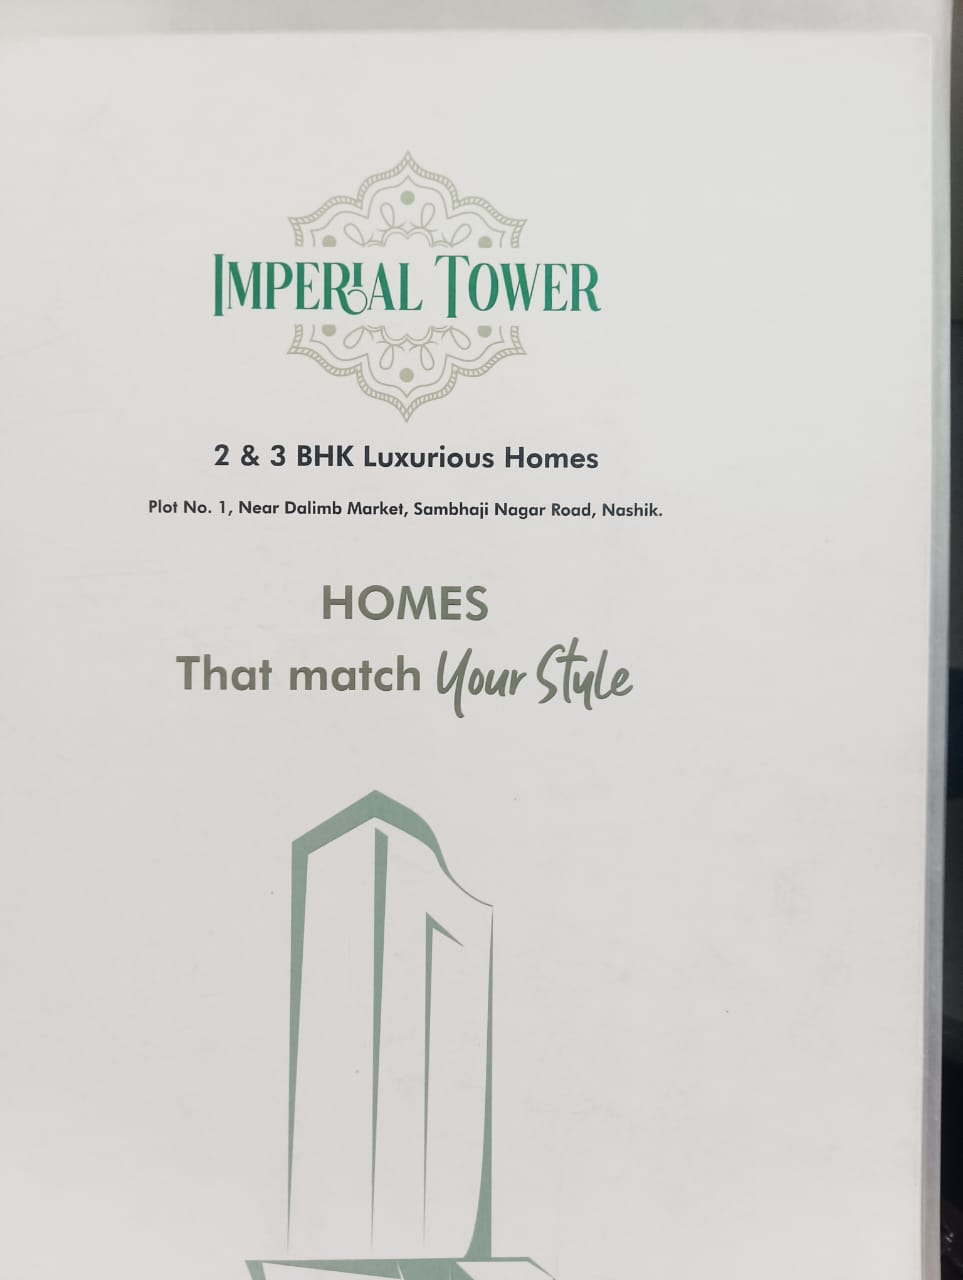 IMPERIAL TOWER
2 & 3 BHK Luxurious Homes
Plot No. 1, Near Dalimb Market, Sambhaji Nagar Road, Nashik.
HOMES
That match Your Style